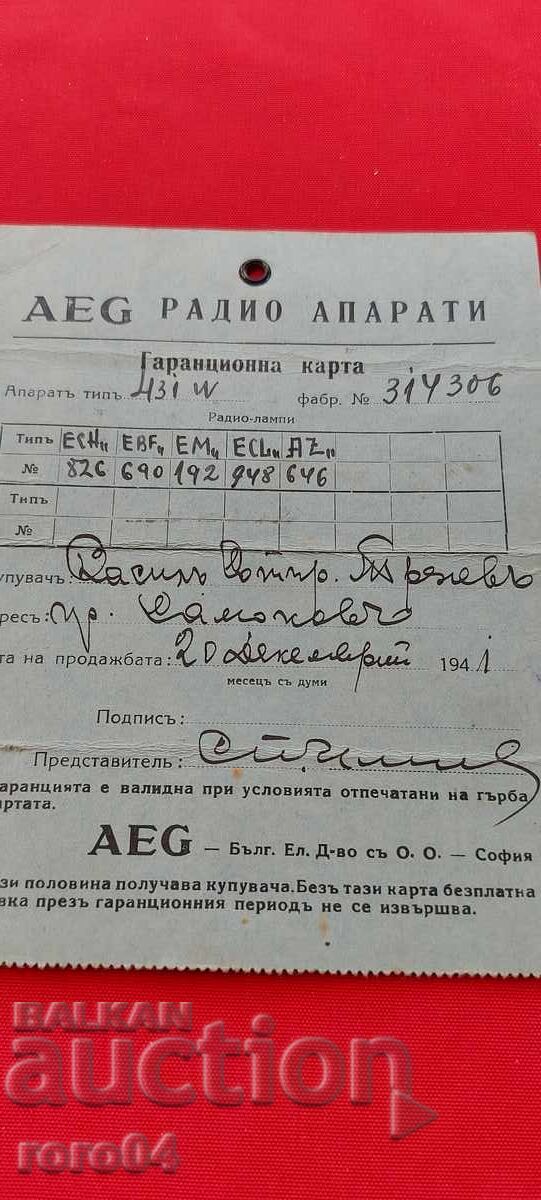 AEG РАДИО АПАРАТИ
Гаранционна карта
Апаратъ типъ 431 W фабр. № 314306
Радио-лампи
Типъ ECH11 EBF11 EM11 ECL11 AZ11
№ 826 690 192 948 646
Типъ
№
упувачъ: Василъ
ресъ: гр. Самоковъ
та на продажбата: 20 Декемврий 1941
месецъ съ думи
Подписъ:
Представитель:
аранцията е валидна при условията отпечатани на гърба
артата.
AEG — Бълг. Ел. Д-во съ О. О. — София
зи половина получава купувача. Безъ тази карта безплатна
вка презъ гаранционния периодъ не се извършва.
BALKAN
auction
roro04